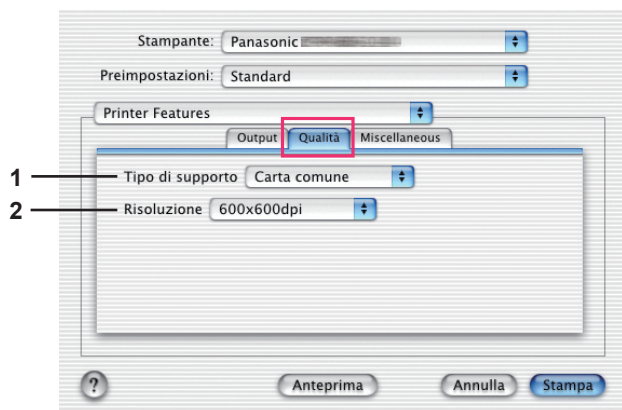 Stampante: Panasonic
Preimpostazioni: Standard
Printer Features
Output Qualità Miscellaneous
1 Tipo di supporto Carta comune
2 Risoluzione 600x600dpi
? Anteprima Annulla Stampa